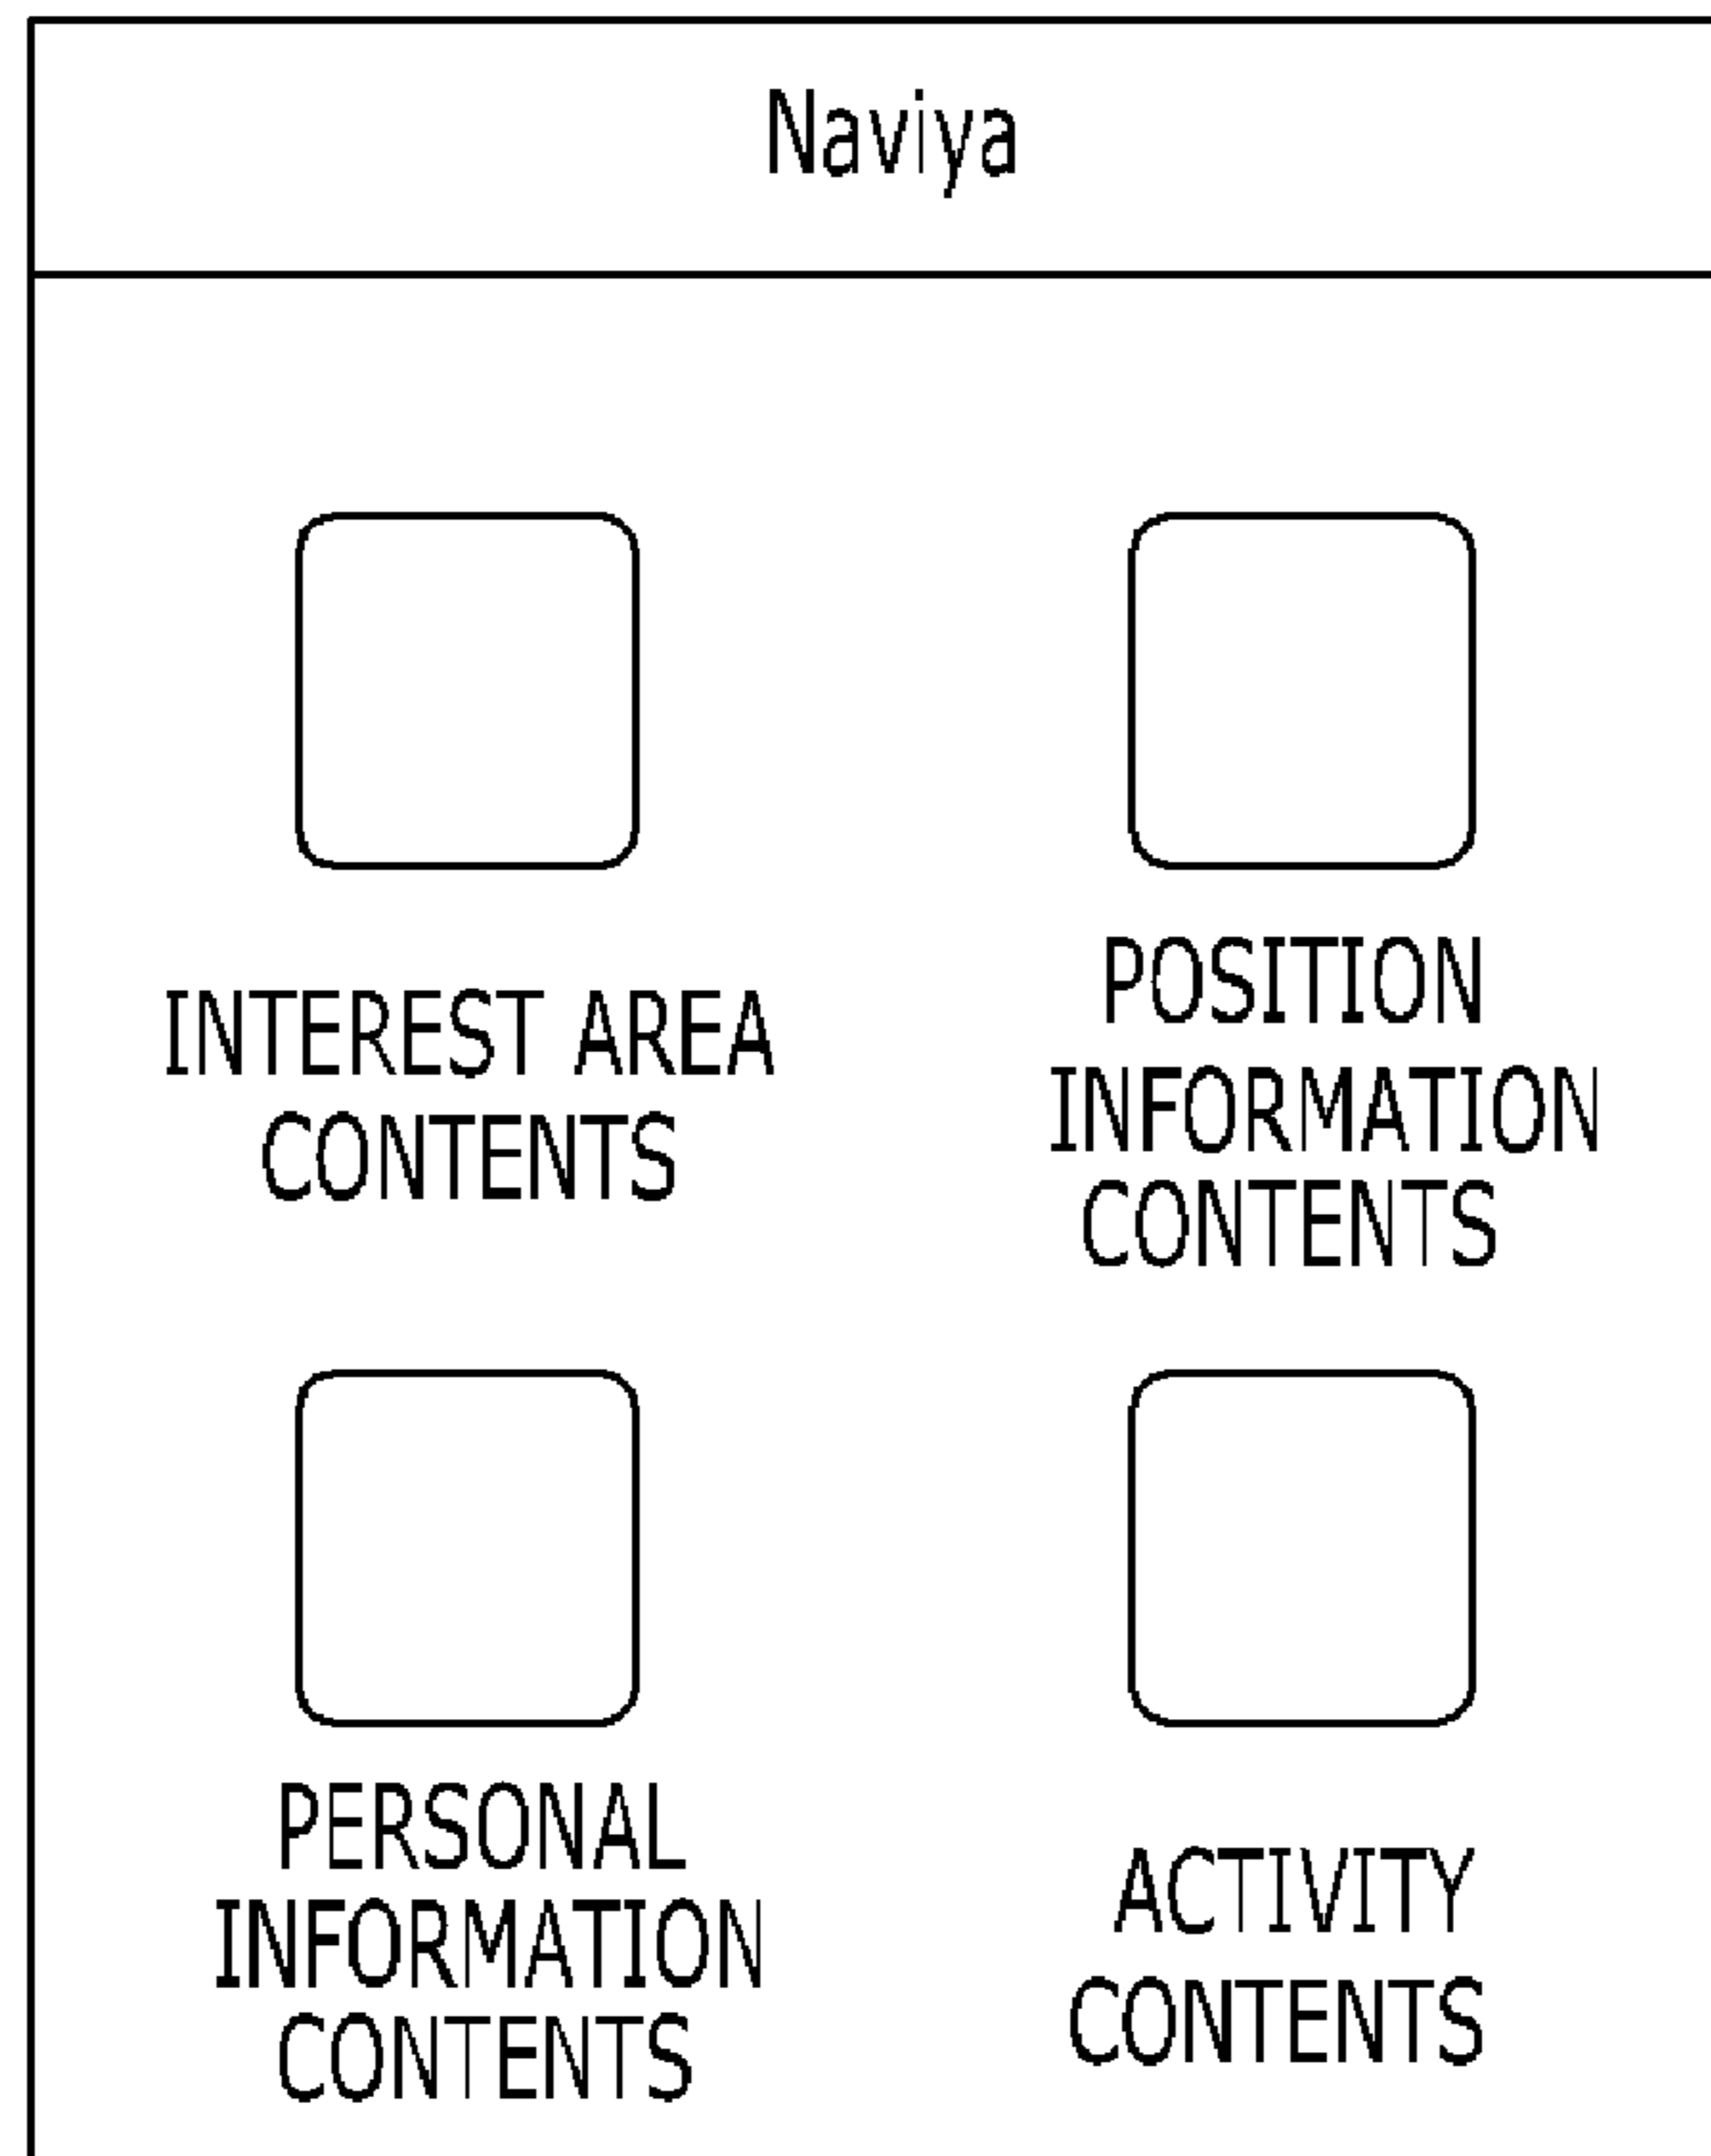 Naviya
INTEREST AREA
CONTENTS
POSITION
INFORMATION
CONTENTS
PERSONAL
INFORMATION
CONTENTS
ACTIVITY
CONTENTS